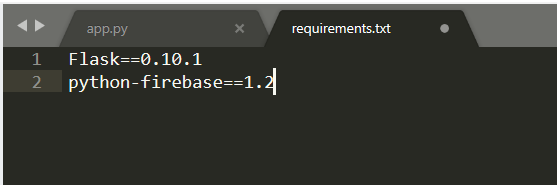 app.py × requirements.txt
1 Flask==0.10.1
2 python-firebase==1.2